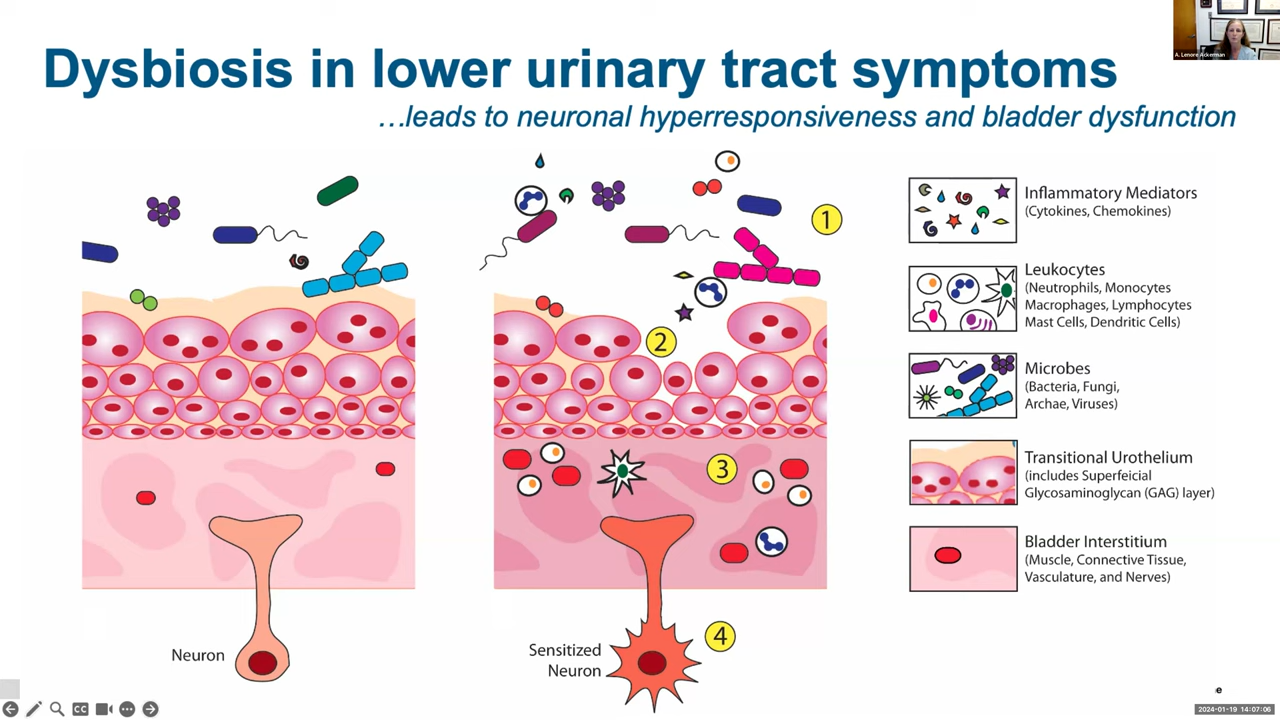 A. Lenore Ackerman
Dysbiosis in lower urinary tract symptoms
...leads to neuronal hyperresponsiveness and bladder dysfunction
1
2
3
4
Neuron
Sensitized
Neuron
Inflammatory Mediators
(Cytokines, Chemokines)
Leukocytes
(Neutrophils, Monocytes
Macrophages, Lymphocytes
Mast Cells, Dendritic Cells)
Microbes
(Bacteria, Fungi,
Archae, Viruses)
Transitional Urothelium
(includes Superfeicial
Glycosaminoglycan (GAG) layer)
Bladder Interstitium
(Muscle, Connective Tissue,
Vasculature, and Nerves)
CC
e
2024-01-19 14:07:06